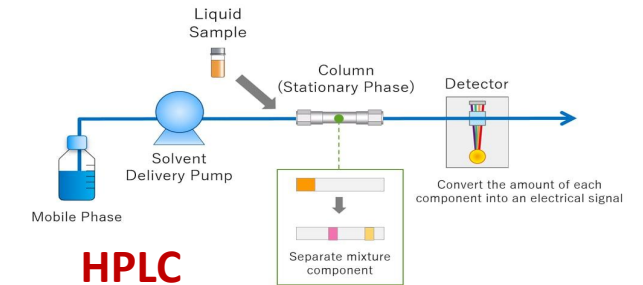 Liquid
Sample
Column
(Stationary Phase)
Detector
Solvent
Delivery Pump
Mobile Phase
Convert the amount of each
component into an electrical signal
Separate mixture
component
HPLC